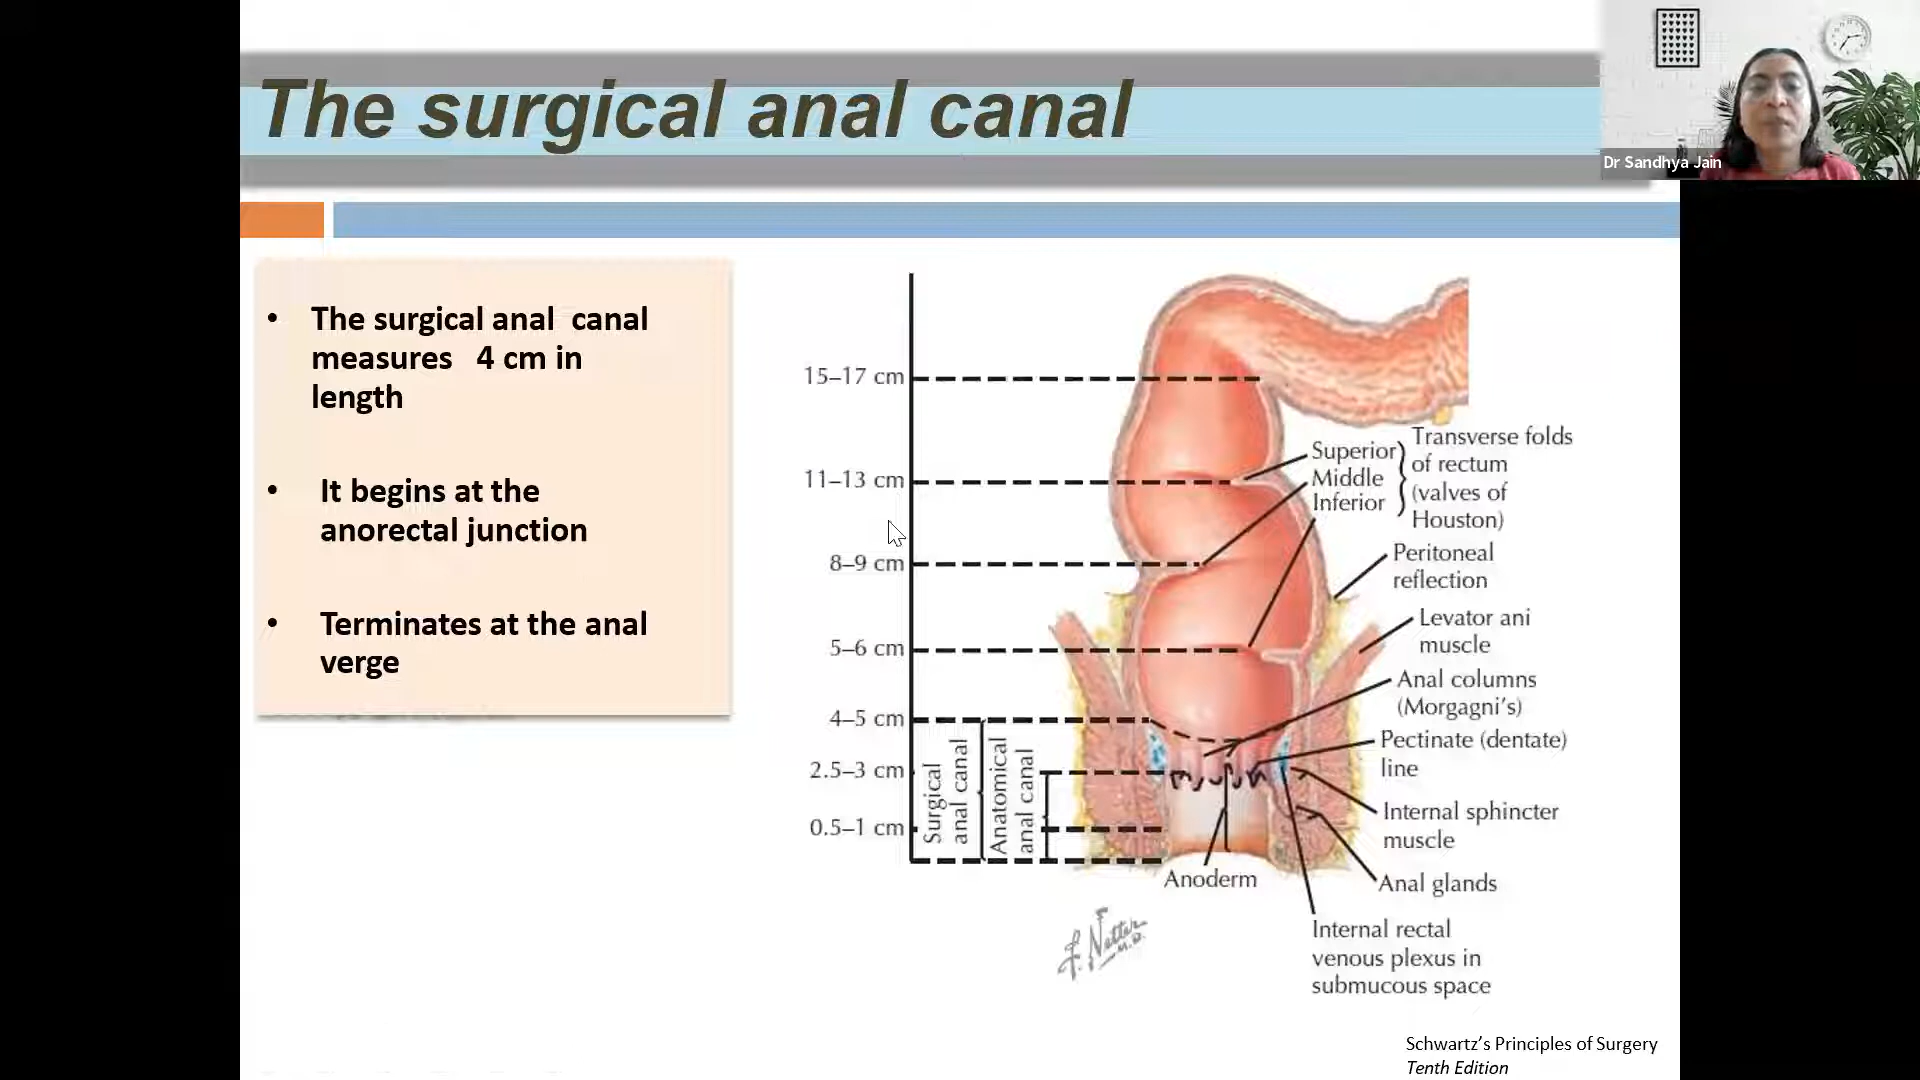 The surgical anal canal
Dr Sandhya Jain
• The surgical anal canal
measures 4 cm in
length
• It begins at the
anorectal junction
• Terminates at the anal
verge
15–17 cm
11–13 cm
8–9 cm
5–6 cm
4–5 cm
2.5–3 cm
0.5–1 cm
Surgical
anal canal
Anatomical
anal canal
Superior
Middle
Inferior
Transverse folds
of rectum
(valves of
Houston)
Peritoneal
reflection
Levator ani
muscle
Anal columns
(Morgagni's)
Pectinate (dentate)
line
Internal sphincter
muscle
Anal glands
Anoderm
Internal rectal
venous plexus in
submucous space
F. Netter
M.D.
Schwartz's Principles of Surgery
Tenth Edition